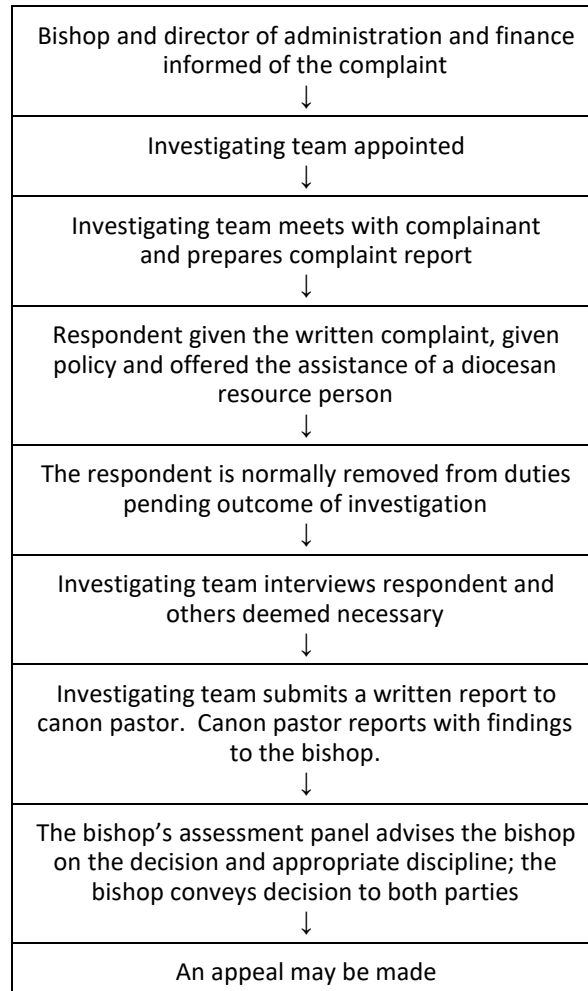 Bishop and director of administration and finance
informed of the complaint
↓
Investigating team appointed
↓
Investigating team meets with complainant
and prepares complaint report
↓
Respondent given the written complaint, given
policy and offered the assistance of a diocesan
resource person
↓
The respondent is normally removed from duties
pending outcome of investigation
↓
Investigating team interviews respondent and
others deemed necessary
↓
Investigating team submits a written report to
canon pastor.  Canon pastor reports with findings
to the bishop.
↓
The bishop’s assessment panel advises the bishop
on the decision and appropriate discipline; the
bishop conveys decision to both parties
↓
An appeal may be made